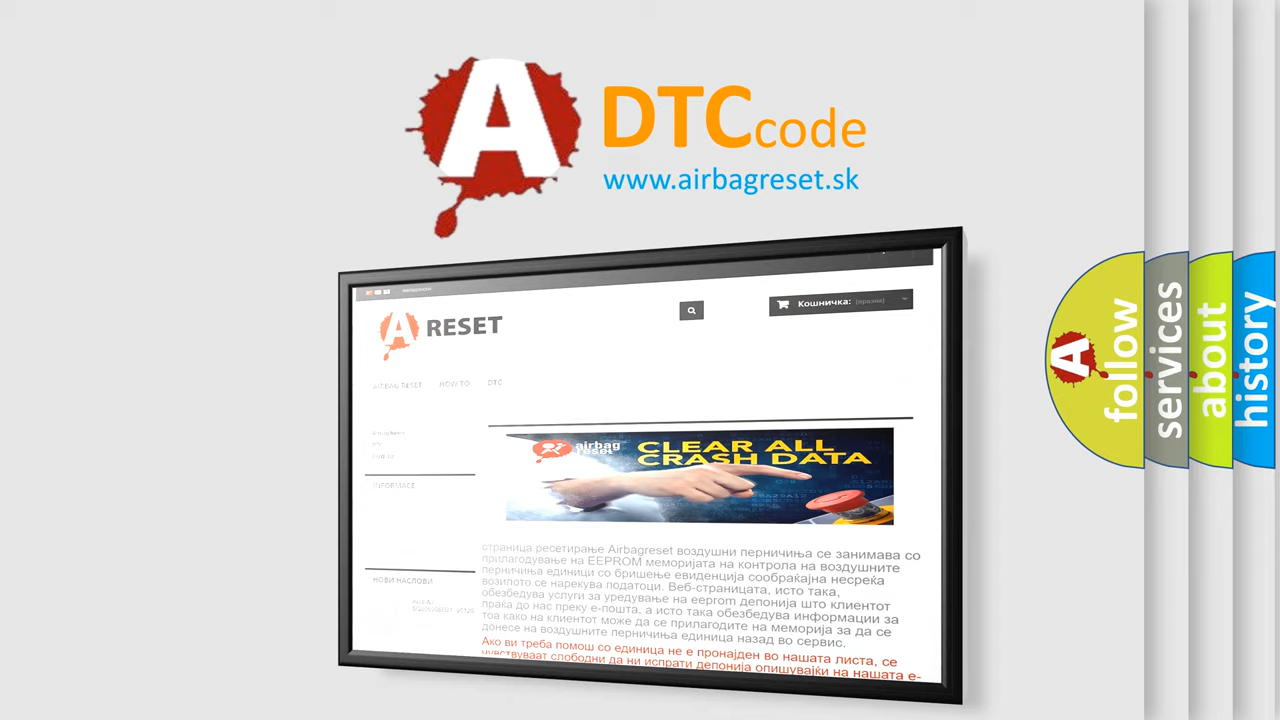 A
DTC code
www.airbagreset.sk
A RESET
Кошничка: (празни)
AIRBAG RESET HOW TO DTC
airbag reset
CLEAR ALL
CRASH DATA
INFORMACE
страница ресетирање Airbagreset воздушни перничиња се занимава со
прилагодување на EEPROM меморијата на контрола на воздушните
перничиња единици со бришење евиденција сообраќајна несреќа
возилото се нарекува податоци. Веб-страницата, исто така,
обезбедува услуги за уредување на eeprom депонија што клиентот
праќа до нас преку е-пошта, а исто така обезбедува информации за
тоа како на клиентот може да се прилагодите на меморија за да се
донесе на воздушните перничиња единица назад во сервис.
НОВИ НАСЛОВИ
Ако ви треба помош со единица не е пронајден во нашата листа, се
чувствуваат слободни да ни испрати депонија опишувајќи на нашата е-
A
follow
services
about
history